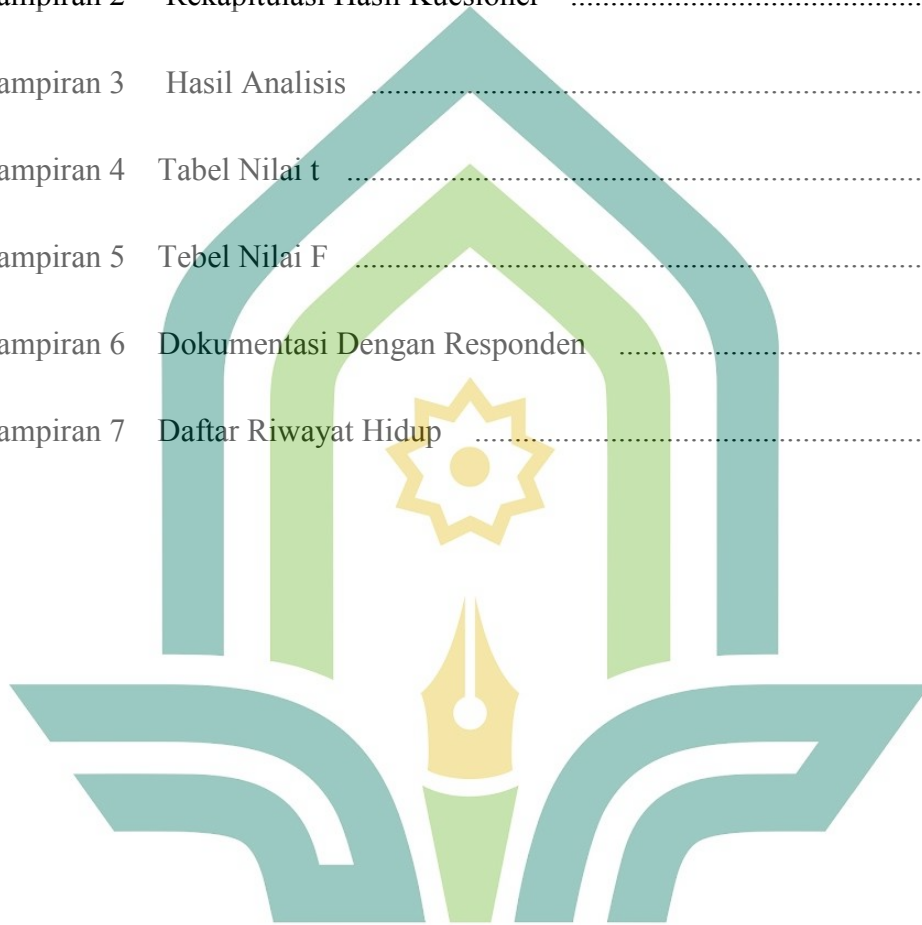 ampiran 2 Rekapitulasi Hasil Kuesioner ................................................
ampiran 3 Hasil Analisis ................................................................................
ampiran 4 Tabel Nilai t ...................................................................................
ampiran 5 Tebel Nilai F ..................................................................................
ampiran 6 Dokumentasi Dengan Responden ............................................
ampiran 7 Daftar Riwayat Hidup ................................................................